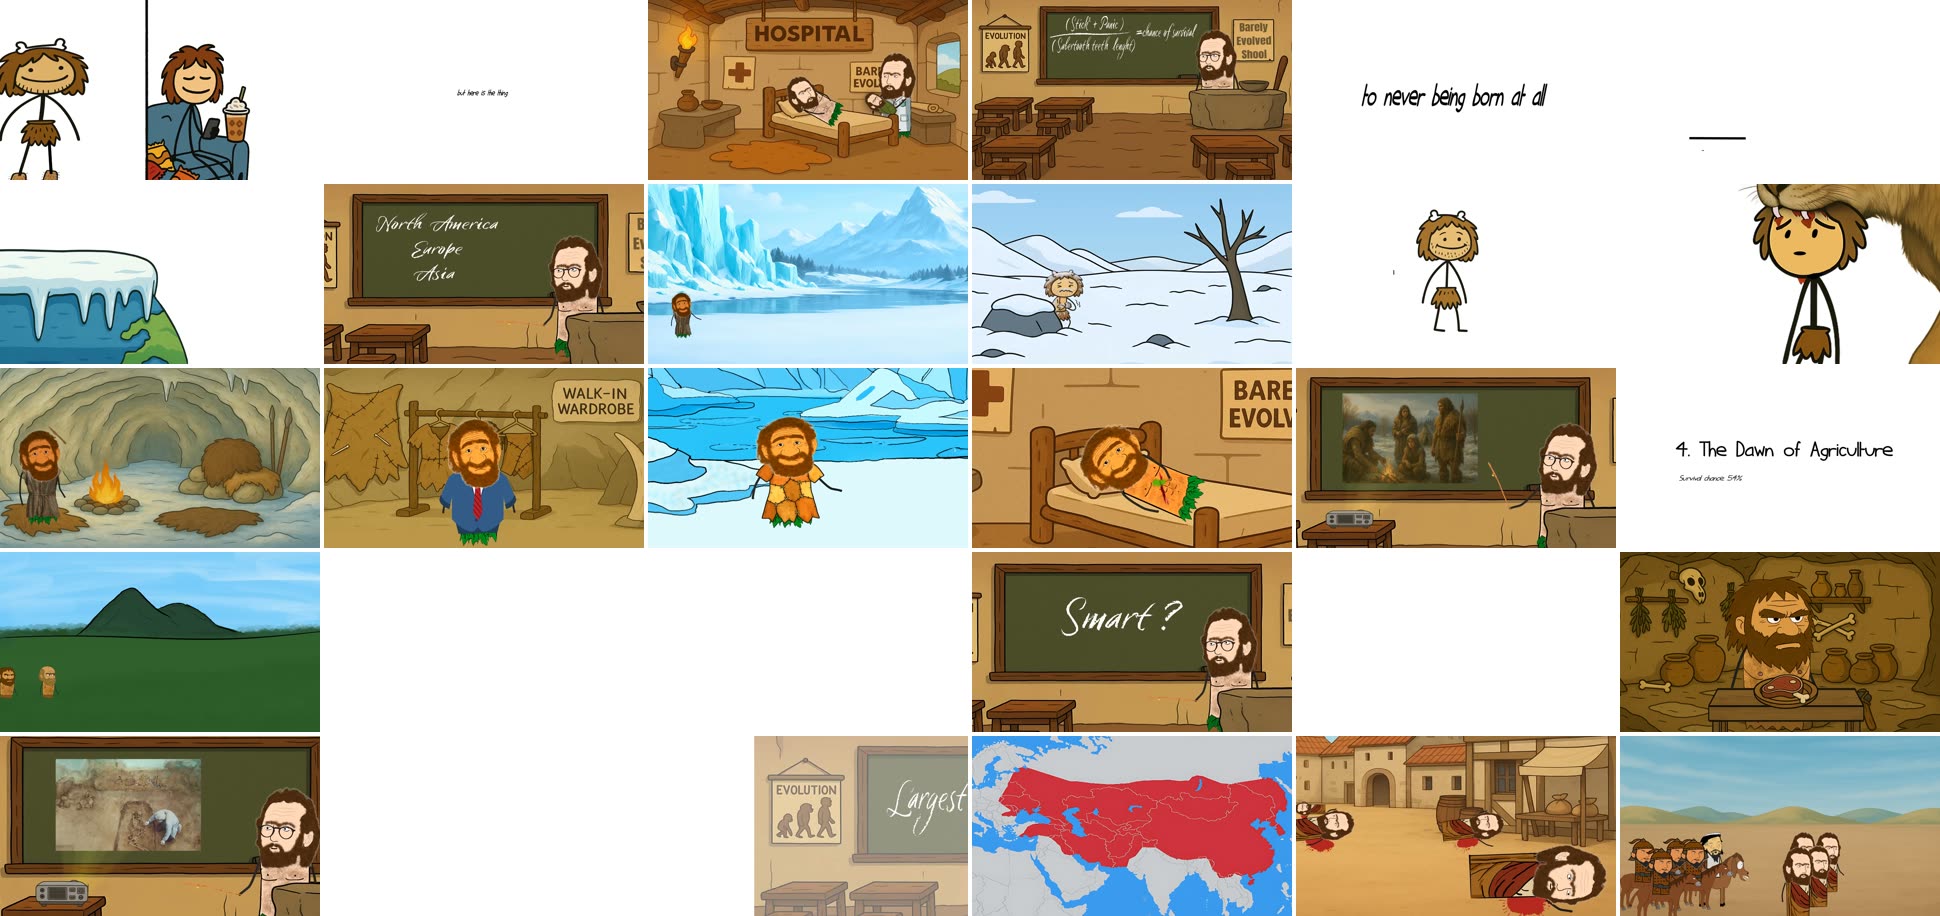 but here is the thing
HOSPITAL
BARE
EVOL
EVOLUTION
(Stick + Panic)
(Sabertooth teeth lenght)
=chance of survival
Barely
Evolved
Shool
to never being born at all
North America
Europe
Asia
WALK-IN
WARDROBE
BARE
EVOLV
4. The Dawn of Agriculture
Survival chance: 54%
Smart?
EVOLUTION
Largest